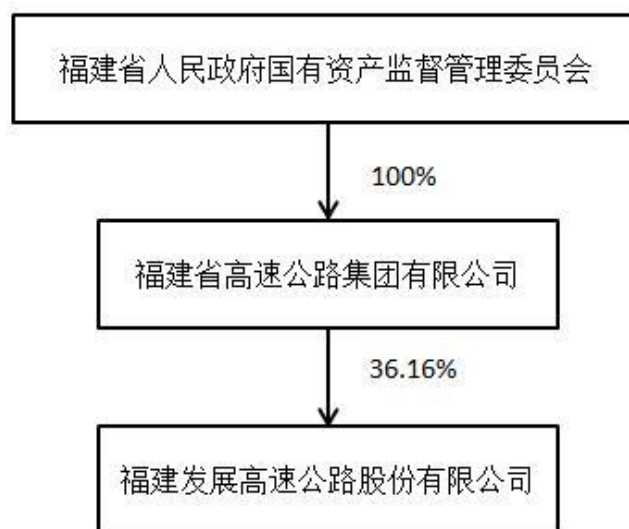 福建省人民政府国有资产监督管理委员会
100%
福建省高速公路集团有限公司
36.16%
福建发展高速公路股份有限公司